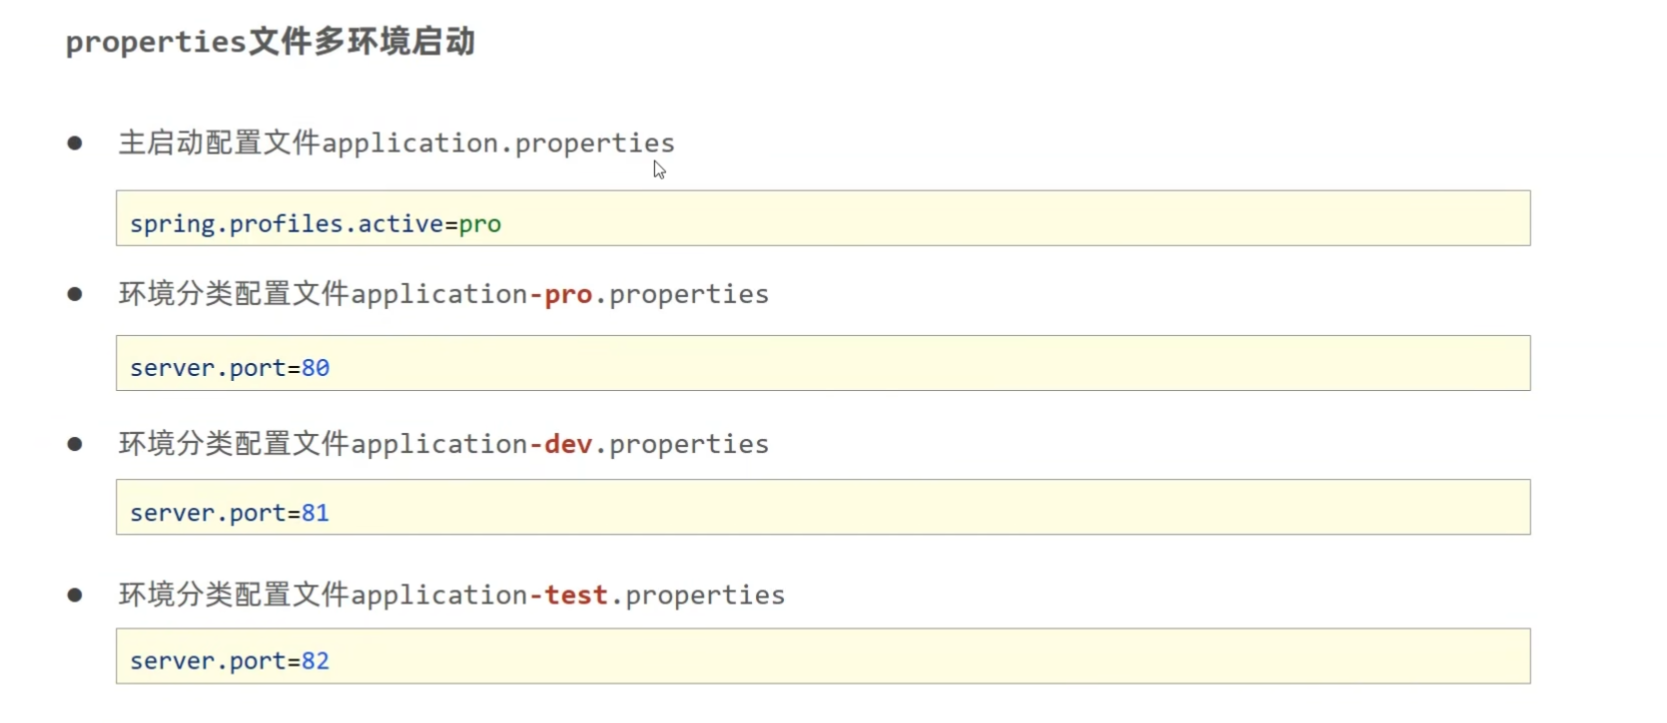 properties文件多环境启动
主启动配置文件application.properties
spring.profiles.active=pro
环境分类配置文件application-pro.properties
server.port=80
环境分类配置文件application-dev.properties
server.port=81
环境分类配置文件application-test.properties
server.port=82